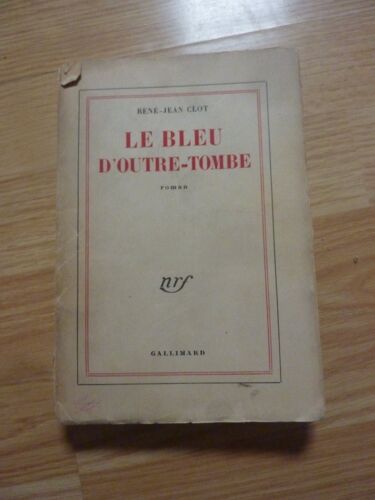 RENÉ-JEAN CLOT
LE BLEU
D'OUTRE-TOMBE
roman
nrf
GALLIMARD